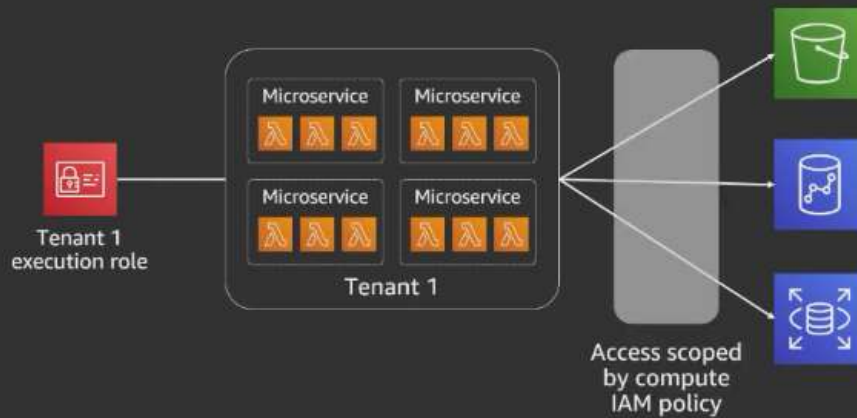 Microservice
Microservice
Microservice
Microservice
Tenant 1
Tenant 1
execution role
Access scoped
by compute
IAM policy